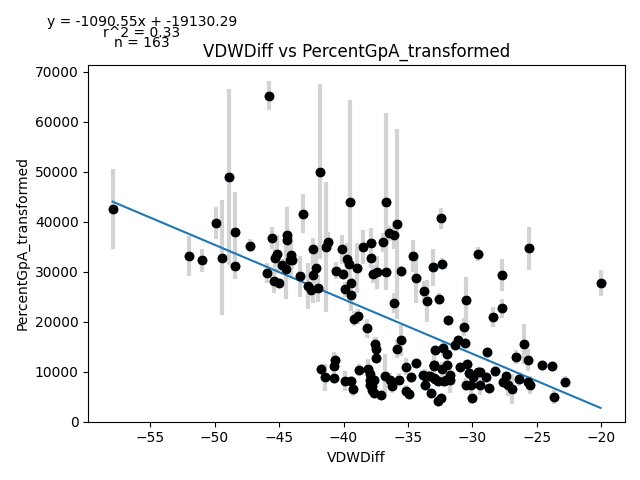 y = -1090.55x + -19130.29
r^2 = 0.33
n = 163
VDWDiff vs PercentGpA_transformed
70000
60000
50000
40000
30000
20000
10000
0
PercentGpA_transformed
−55
−50
−45
−40
−35
−30
−25
−20
VDWDiff